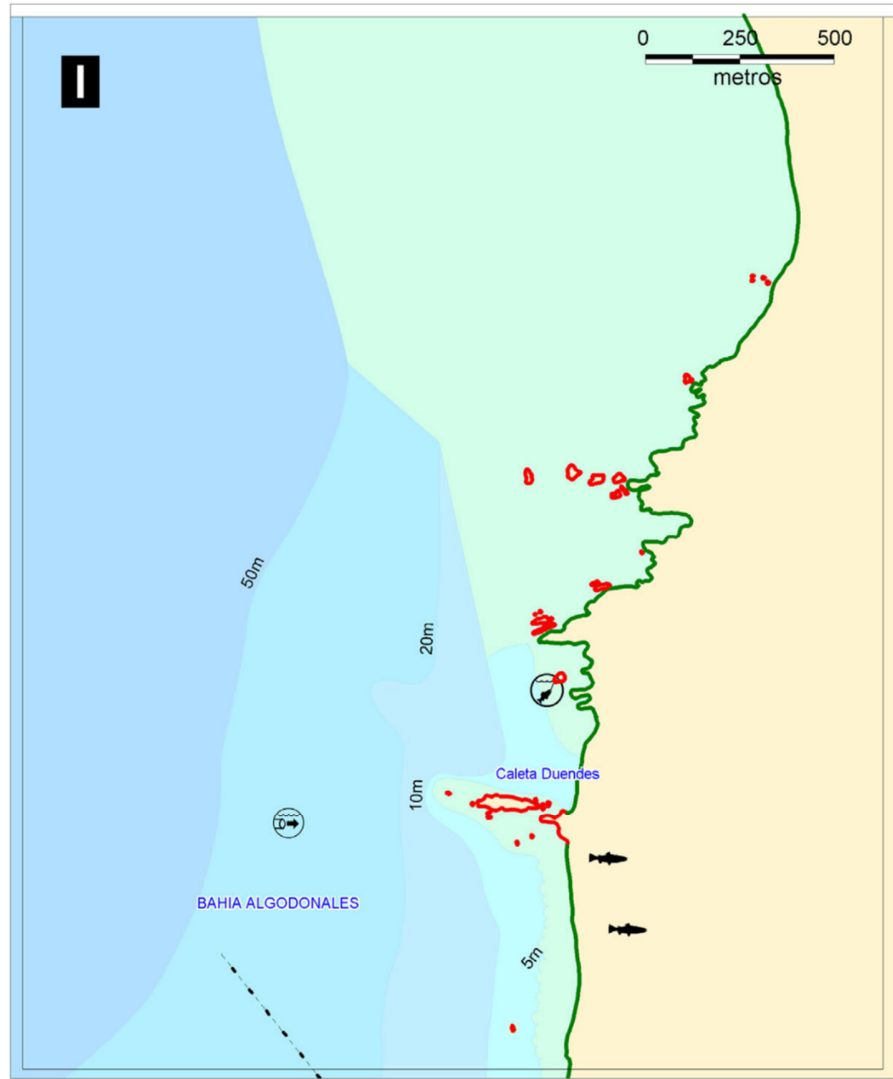 I
0 250 500
metros
50m
20m
Caleta Duendes
10m
BAHIA ALGODONALES
5m